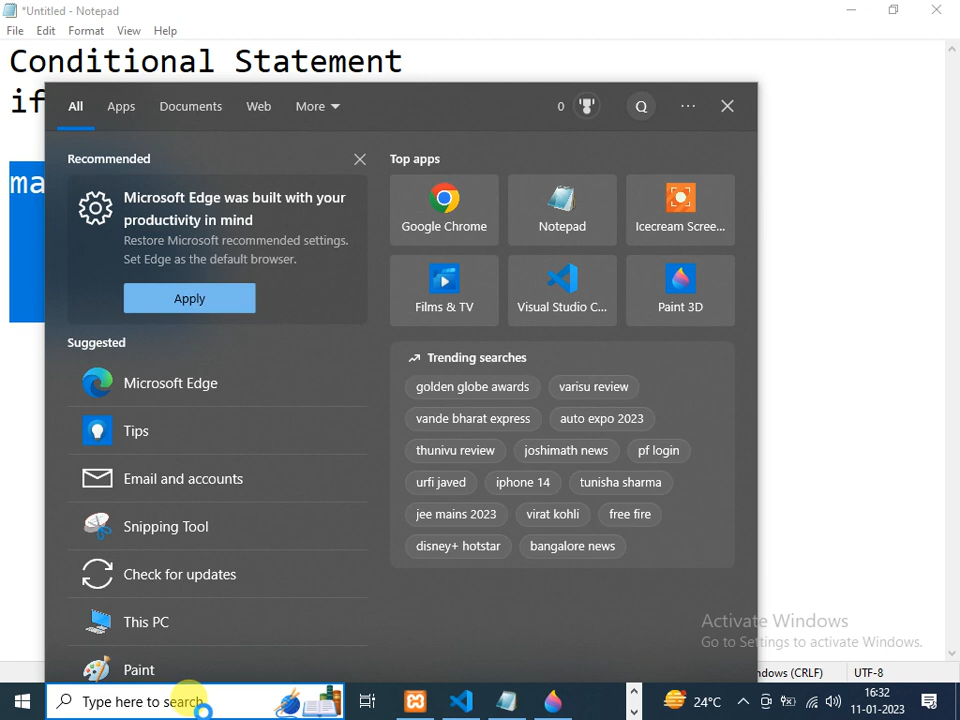 *Untitled - Notepad
File Edit Format View Help
Conditional Statement
if
ma
All Apps Documents Web More 0 Q
Recommended
Microsoft Edge was built with your
productivity in mind
Restore Microsoft recommended settings.
Set Edge as the default browser.
Apply
Suggested
Microsoft Edge
Tips
Email and accounts
Snipping Tool
Check for updates
This PC
Paint
Top apps
Google Chrome Notepad Icecream Scree...
Films & TV Visual Studio C... Paint 3D
Trending searches
golden globe awards varisu review
vande bharat express auto expo 2023
thunivu review joshimath news pf login
urfi javed iphone 14 tunisha sharma
jee mains 2023 virat kohli free fire
disney+ hotstar bangalore news
Activate Windows
Go to Settings to activate Windows.
ndows (CRLF) UTF-8
Type here to search
24°C
16:32
11-01-2023